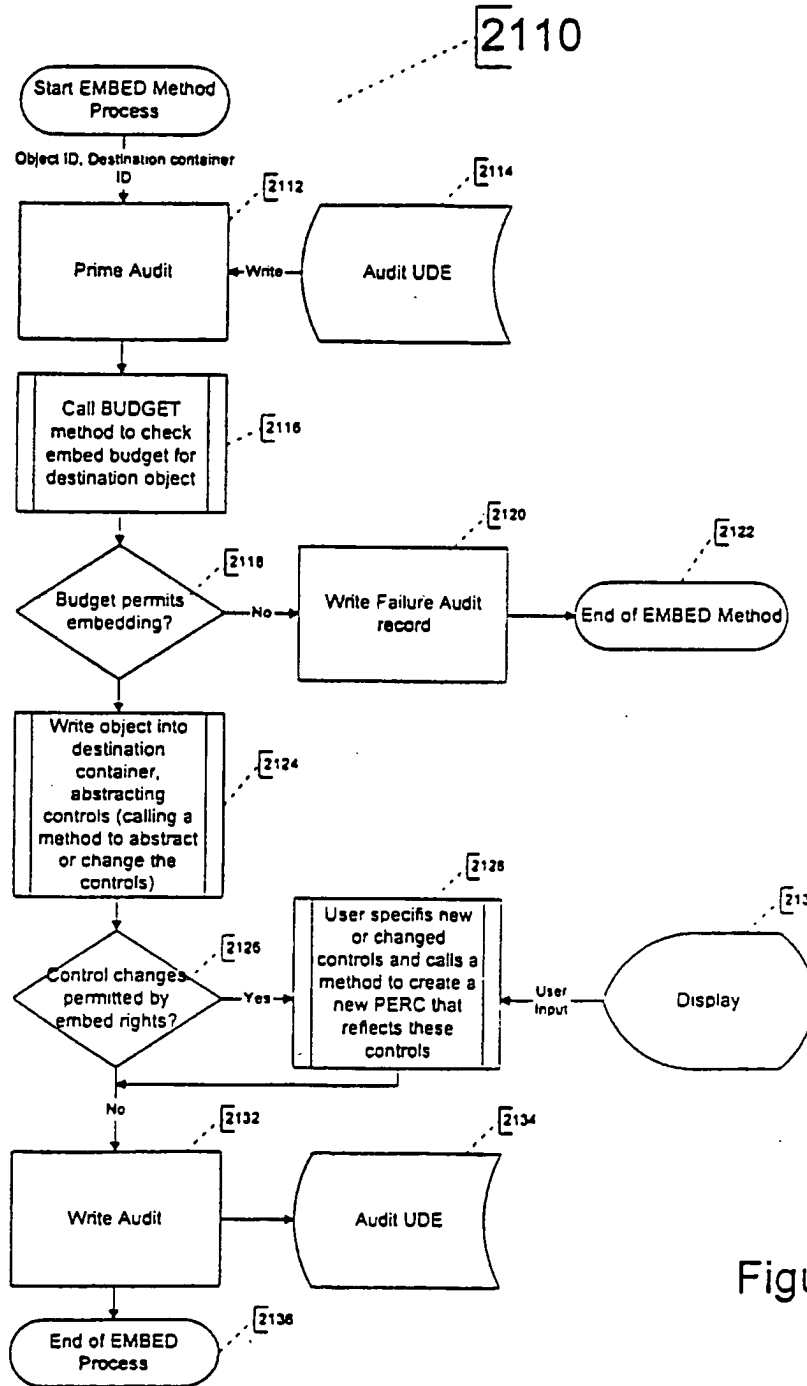 2110
Start EMBED Method
Process
Object ID, Destination container
ID
2112
2114
Prime Audit
Write
Audit UDE
Call BUDGET
method to check
embed budget for
destination object
2116
2118
Budget permits
embedding?
No
2120
Write Failure Audit
record
2122
End of EMBED Method
Write object into
destination
container,
abstracting
controls (calling a
method to abstract
or change the
controls)
2124
2126
Control changes
permitted by
embed rights?
Yes
2128
User specifis new
or changed
controls and calls a
method to create a
new PERC that
reflects these
controls
User
Input
Display
No
2132
2134
Write Audit
Audit UDE
End of EMBED
Process
2136